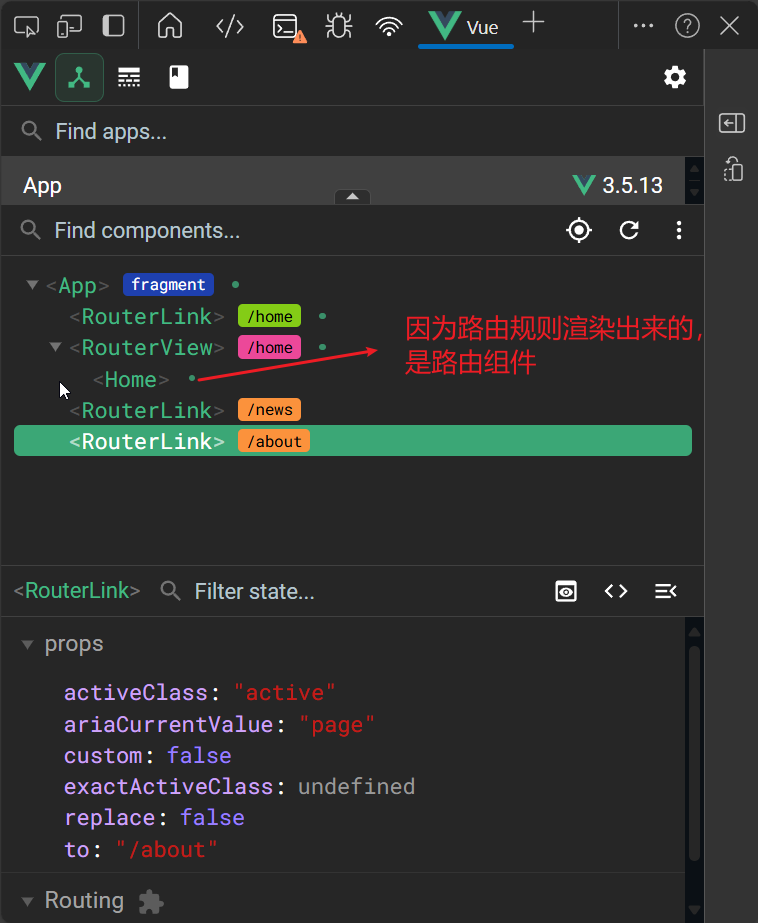 Vue
Find apps...
App
3.5.13
Find components...
<App> fragment
<RouterLink> /home
<RouterView> /home
<Home>
<RouterLink> /news
<RouterLink> /about
因为路由规则渲染出来的，
是路由组件
<RouterLink> Filter state...
props
activeClass: "active"
ariaCurrentValue: "page"
custom: false
exactActiveClass: undefined
replace: false
to: "/about"
Routing